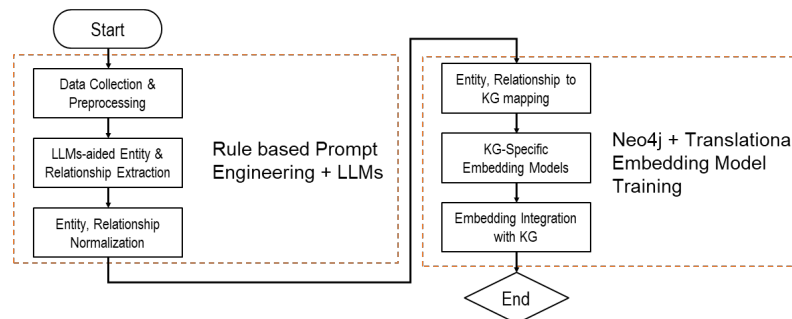 Start
Data Collection &
Preprocessing
LLMs-aided Entity &
Relationship Extraction
Entity, Relationship
Normalization
Rule based Prompt
Engineering + LLMs
Entity, Relationship to
KG mapping
KG-Specific
Embedding Models
Embedding Integration
with KG
End
Neo4j + Translationa
Embedding Model
Training